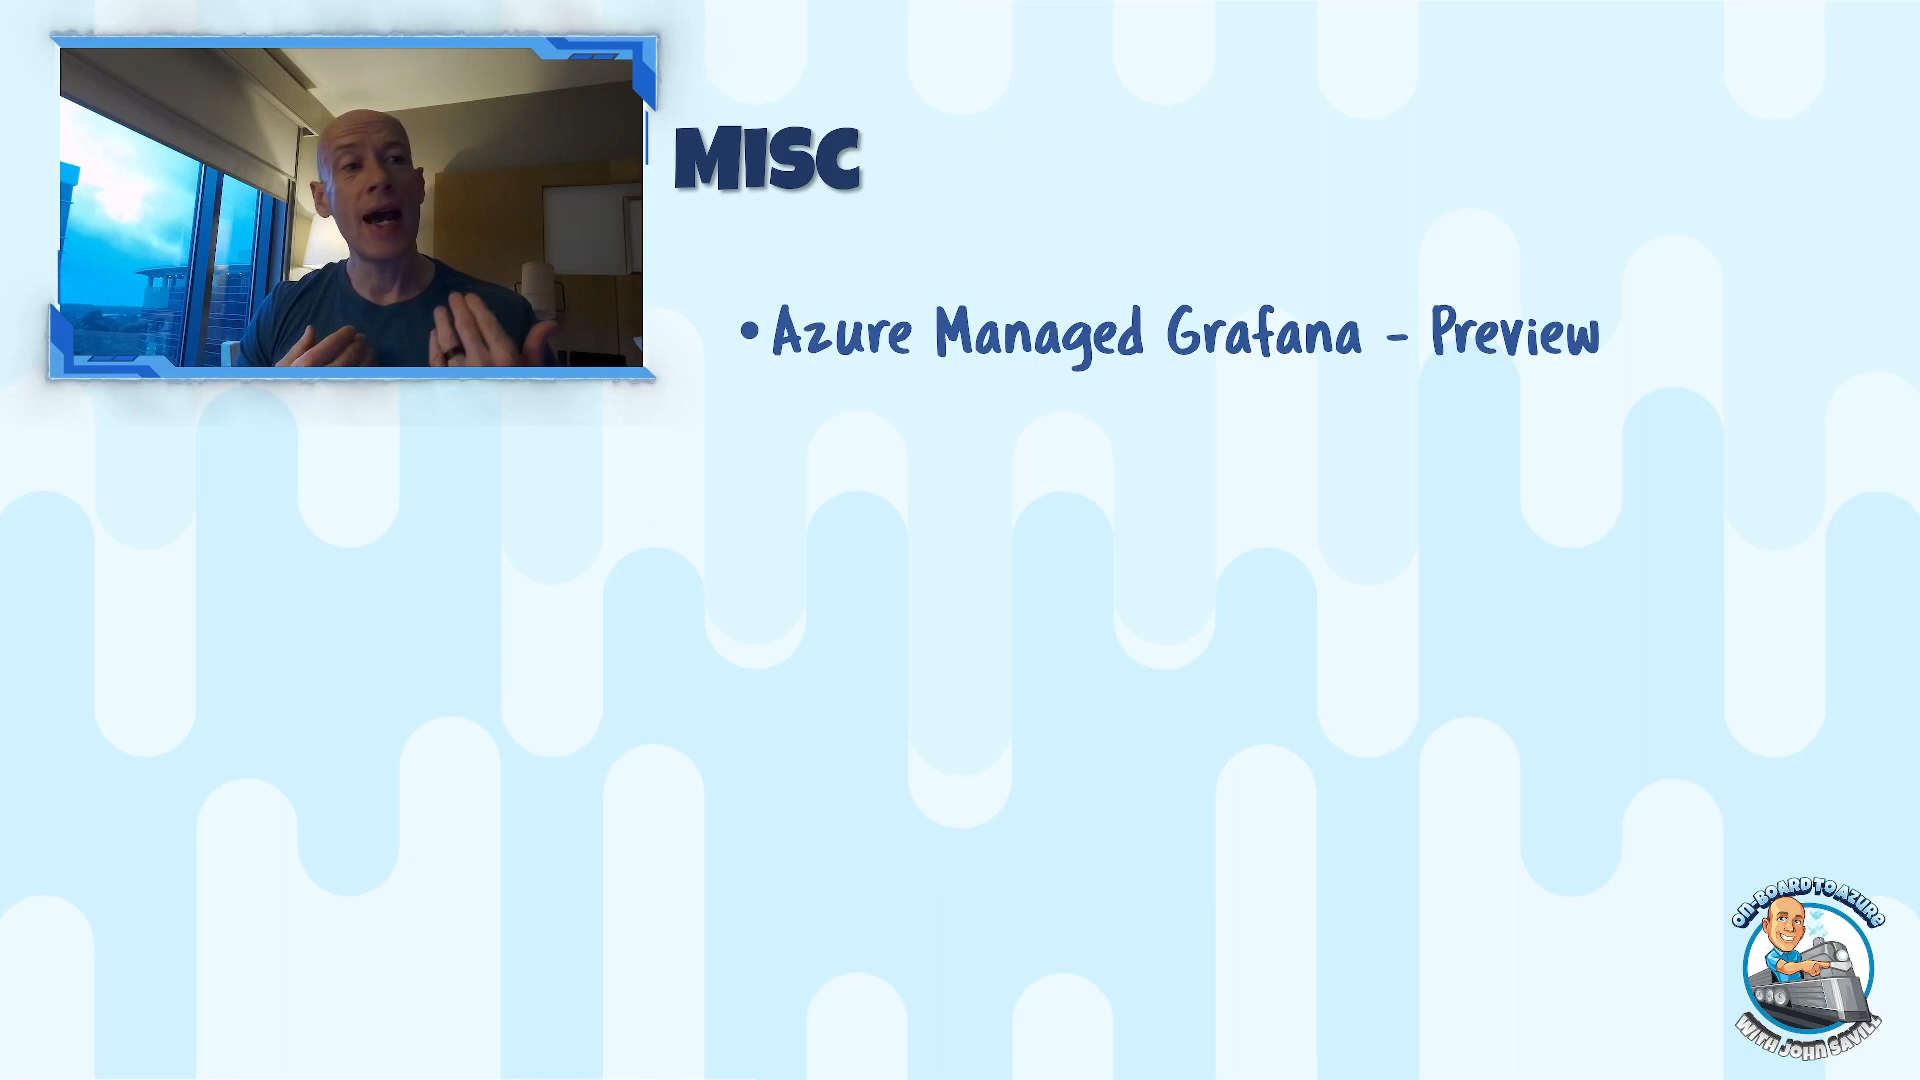 MISC
• Azure Managed Grafana - Preview
ON-BOARD TO AZURE
WITH JOHN SAVILL